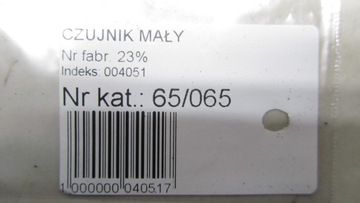 CZUJNIK MAŁY
Nr fabr. 23%
Indeks: 004051
Nr kat.: 65/065
1 000000 040517